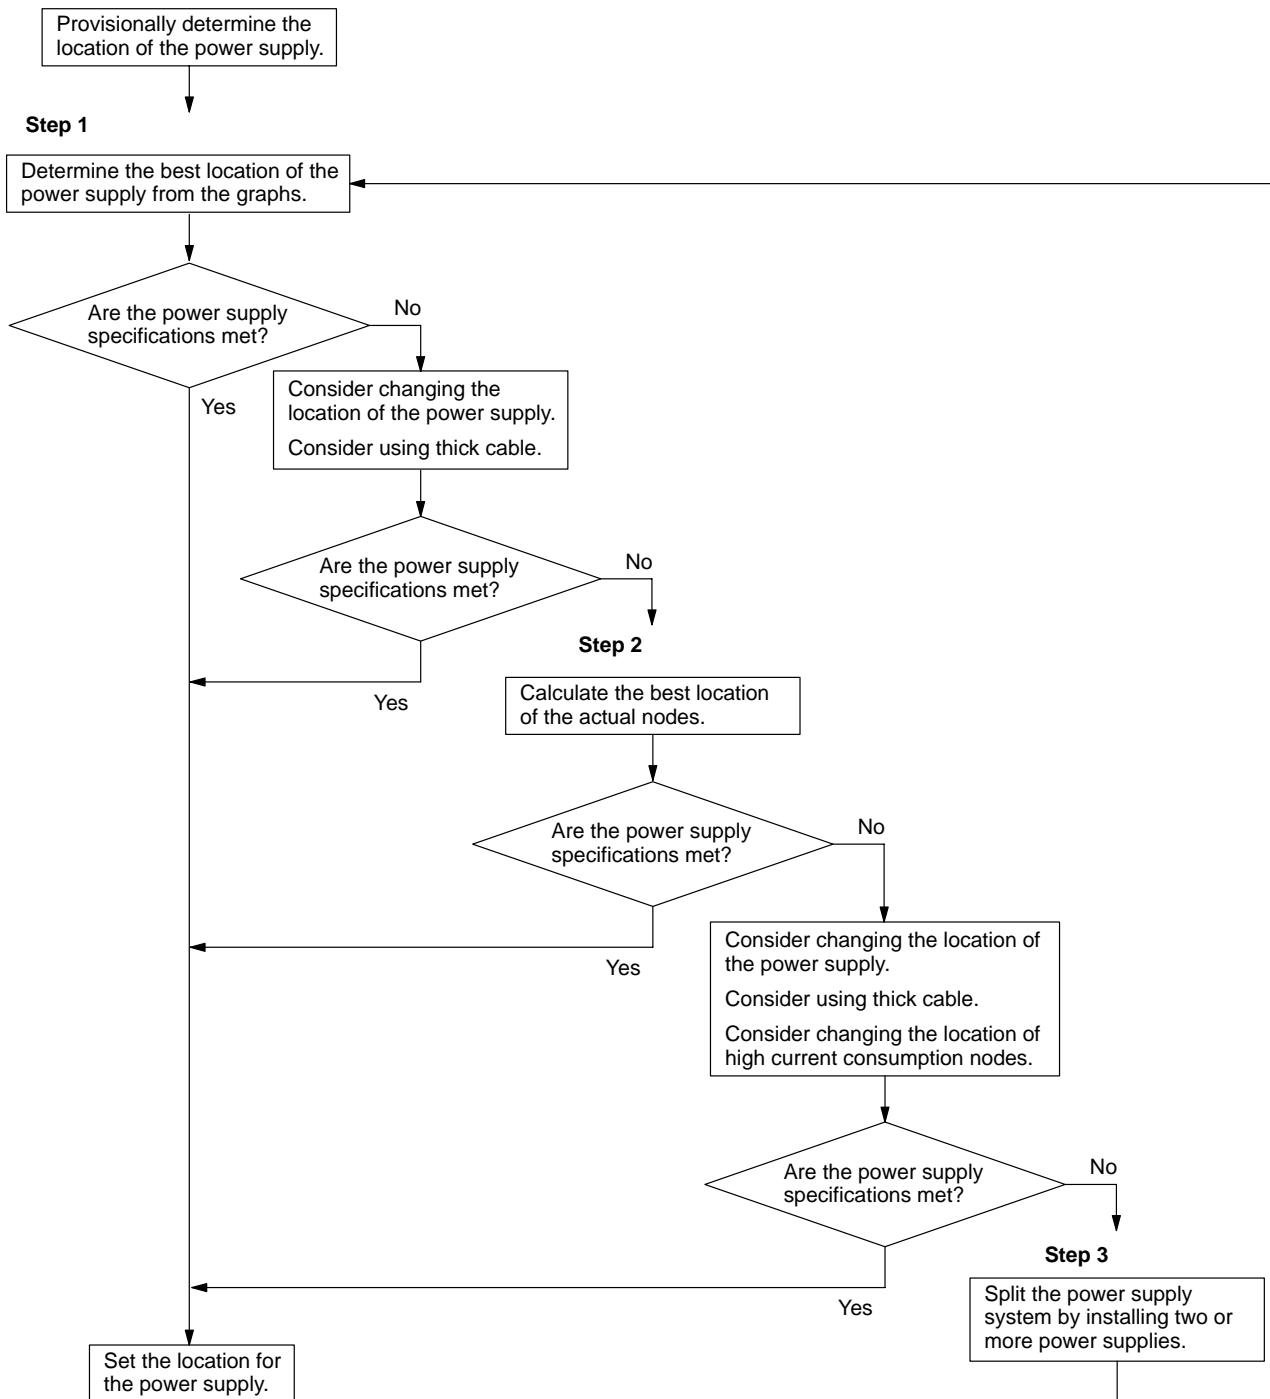 Provisionally determine the
location of the power supply.
Step 1
Determine the best location of the
power supply from the graphs.
Are the power supply
specifications met?
No
Yes
Consider changing the
location of the power supply.
Consider using thick cable.
Are the power supply
specifications met?
No
Yes
Step 2
Calculate the best location
of the actual nodes.
Are the power supply
specifications met?
No
Yes
Consider changing the location of
the power supply.
Consider using thick cable.
Consider changing the location of
high current consumption nodes.
Are the power supply
specifications met?
No
Yes
Step 3
Split the power supply
system by installing two or
more power supplies.
Set the location for
the power supply.